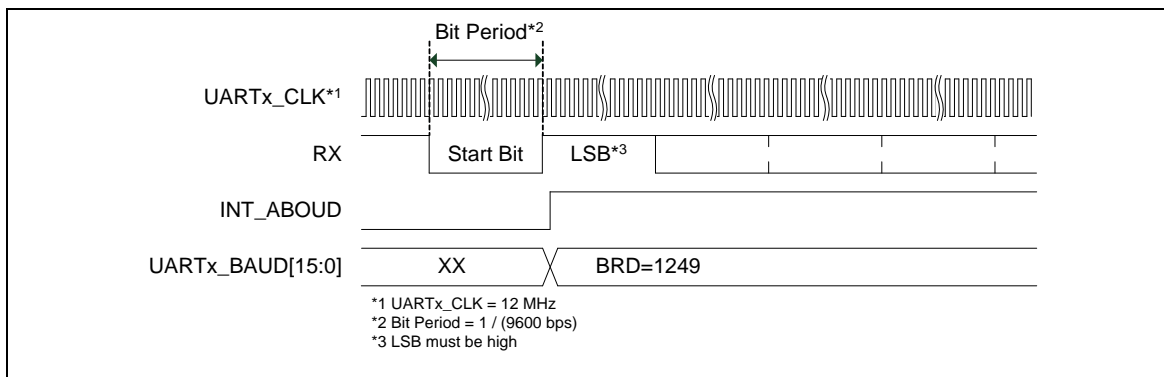 Bit Period*2
UARTx_CLK*1
RX
Start Bit
LSB*3
INT_ABOUD
UARTx_BAUD[15:0]
XX
BRD=1249
*1 UARTx_CLK = 12 MHz
*2 Bit Period = 1 / (9600 bps)
*3 LSB must be high